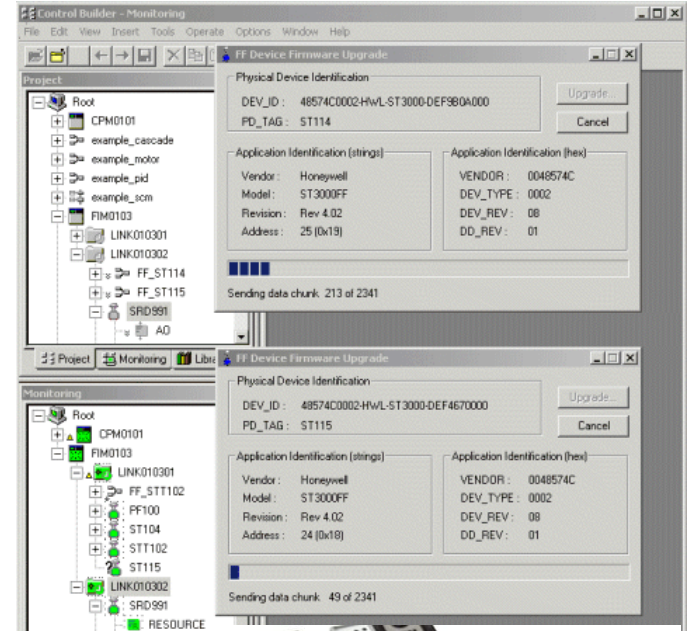 Control Builder - Monitoring
File Edit View Insert Tools Operate Options Window Help
Project
Root
CPM0101
example_cascade
example_motor
example_pid
example_scm
FIM0103
LINK010301
LINK010302
FF_ST114
FF_ST115
SRD991
AO
Project Monitoring Libra
FF Device Firmware Upgrade
Physical Device Identification
DEV_ID : 48574C0002-HWL-ST3000-DEF9B0A000
PD_TAG : ST114
Upgrade...
Cancel
Application Identification (strings)
Vendor : Honeywell
Model : ST3000FF
Revision : Rev 4.02
Address : 25 (0x19)
Application Identification (hex)
VENDOR : 0048574C
DEV_TYPE : 0002
DEV_REV : 08
DD_REV : 01
Sending data chunk 213 of 2341
Monitoring
Root
CPM0101
FIM0103
LINK010301
FF_STT102
PF100
ST104
STT102
ST115
LINK010302
SRD991
RESOURCE
FF Device Firmware Upgrade
Physical Device Identification
DEV_ID : 48574C0002-HWL-ST3000-DEF4670000
PD_TAG : ST115
Upgrade...
Cancel
Application Identification (strings)
Vendor : Honeywell
Model : ST3000FF
Revision : Rev 4.02
Address : 24 (0x18)
Application Identification (hex)
VENDOR : 0048574C
DEV_TYPE : 0002
DEV_REV : 08
DD_REV : 01
Sending data chunk 49 of 2341